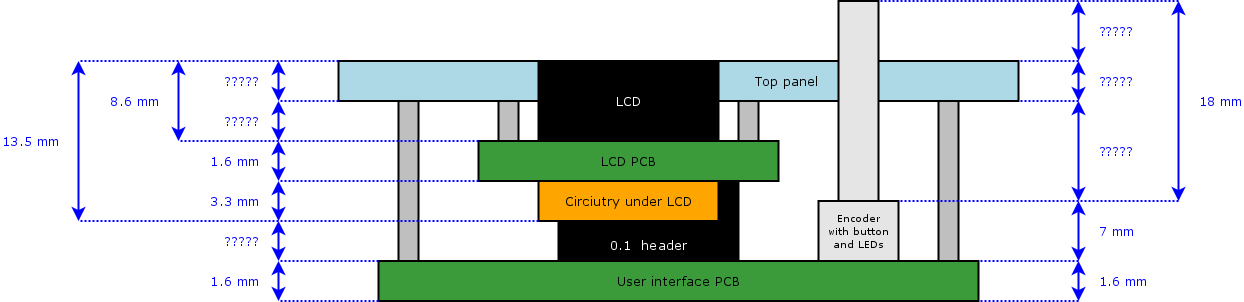 ?????
?????
Top panel
?????
8.6 mm
LCD
18 mm
?????
13.5 mm
?????
1.6 mm
LCD PCB
3.3 mm
Circiutry under LCD
Encoder
with button
and LEDs
7 mm
?????
0.1 header
1.6 mm
User interface PCB
1.6 mm